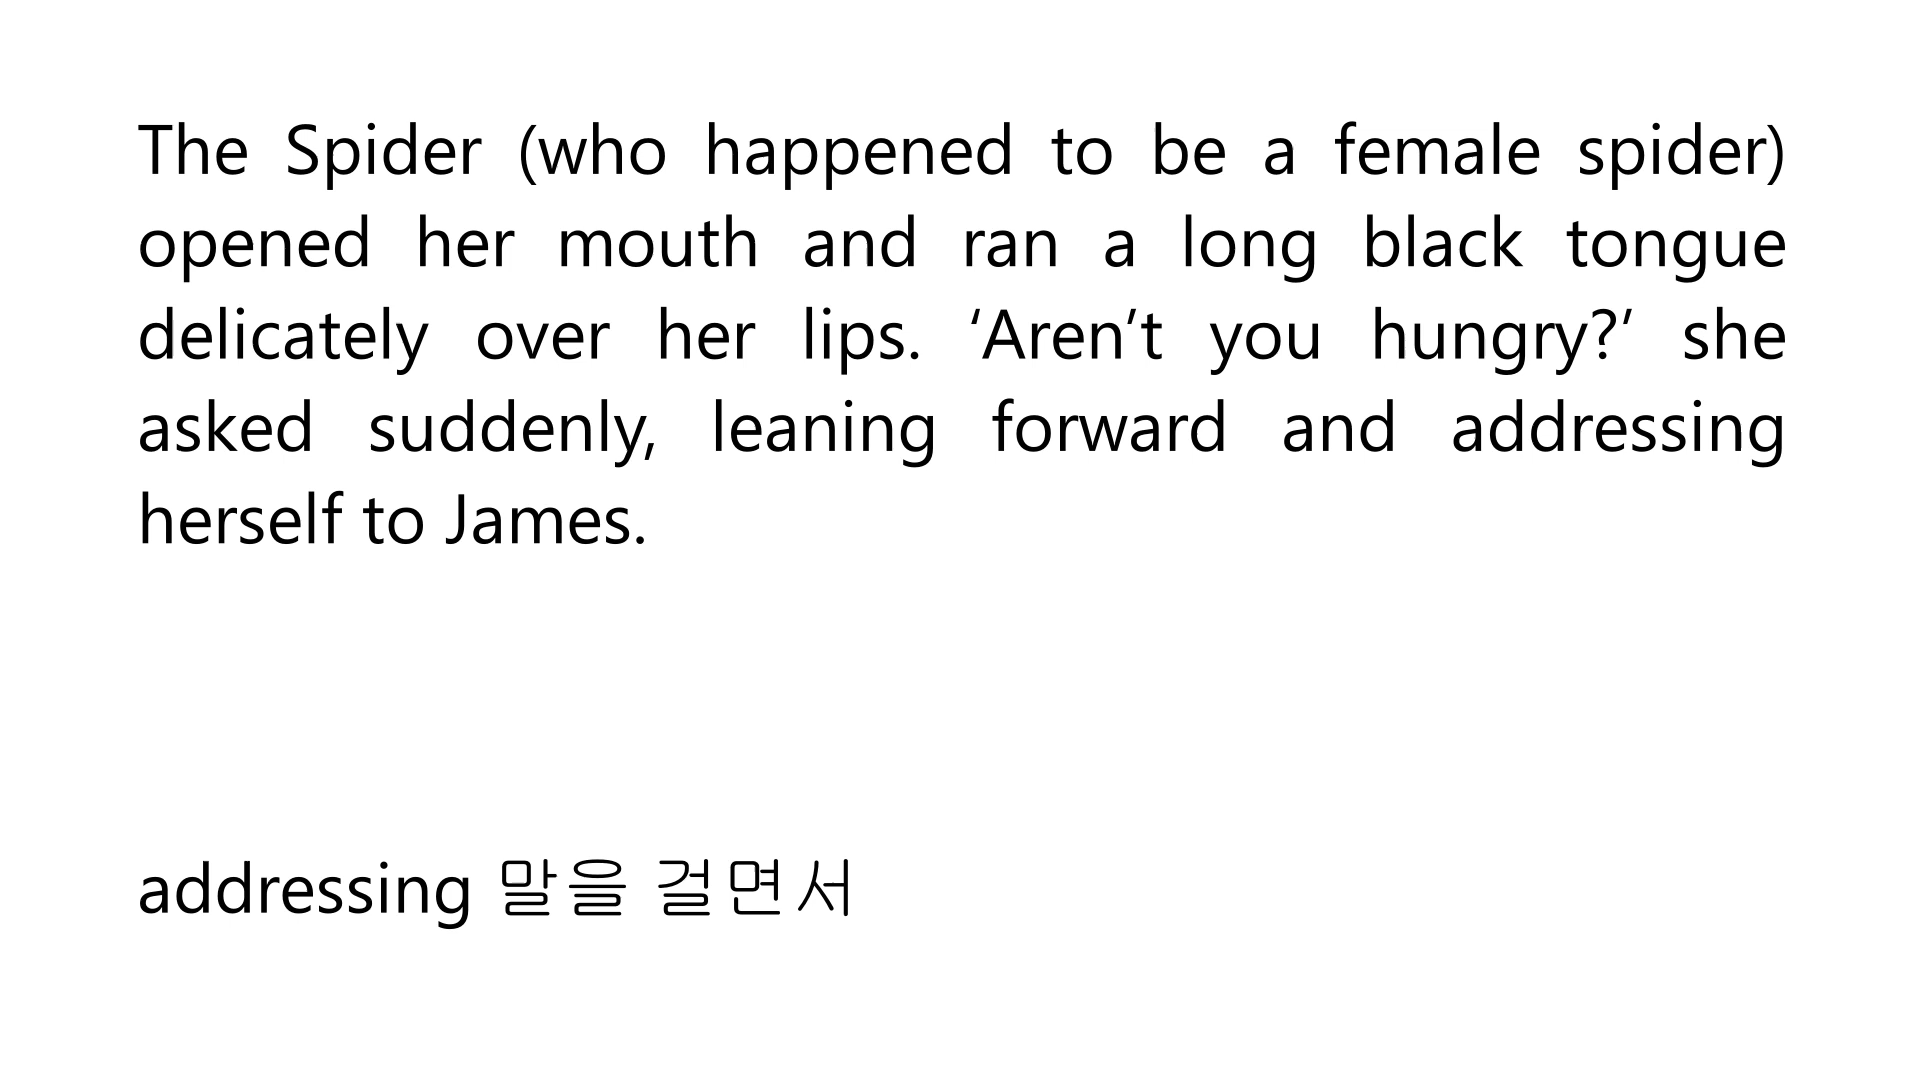 The Spider (who happened to be a female spider)
opened her mouth and ran a long black tongue
delicately over her lips. ‘Aren’t you hungry?’ she
asked suddenly, leaning forward and addressing
herself to James.
addressing 말을 걸면서